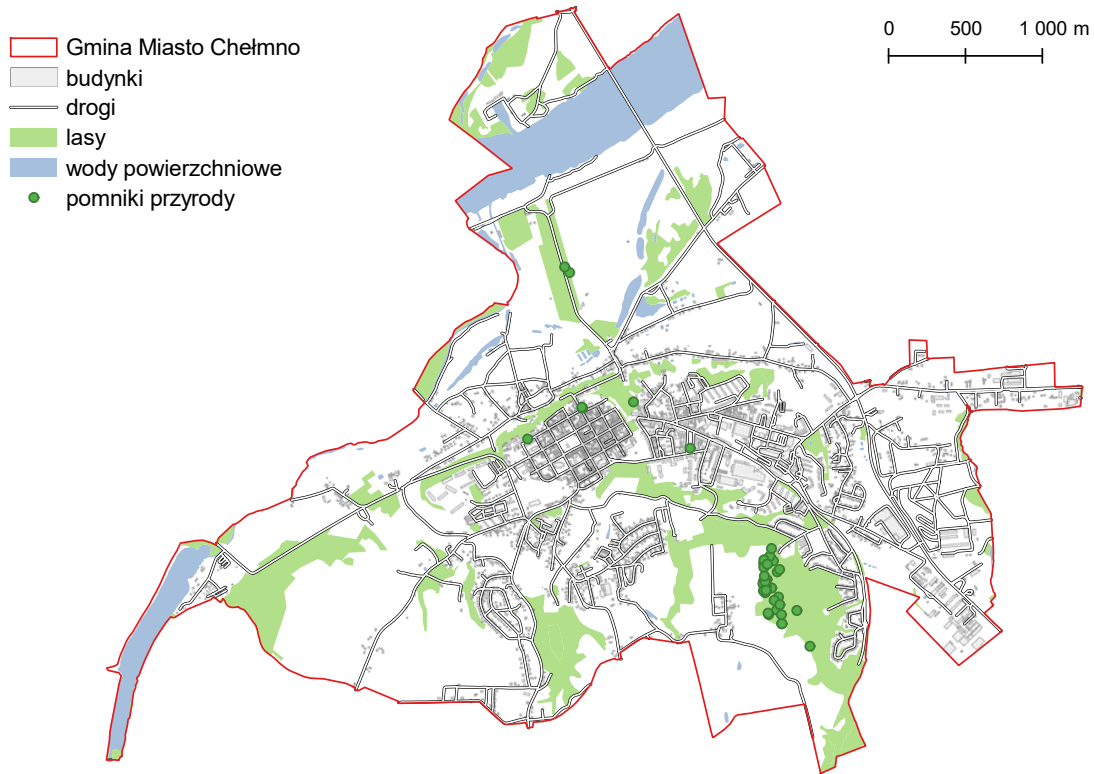 Gmina Miasto Chełmno
budynki
drogi
lasy
wody powierzchniowe
pomniki przyrody
0 500 1 000 m